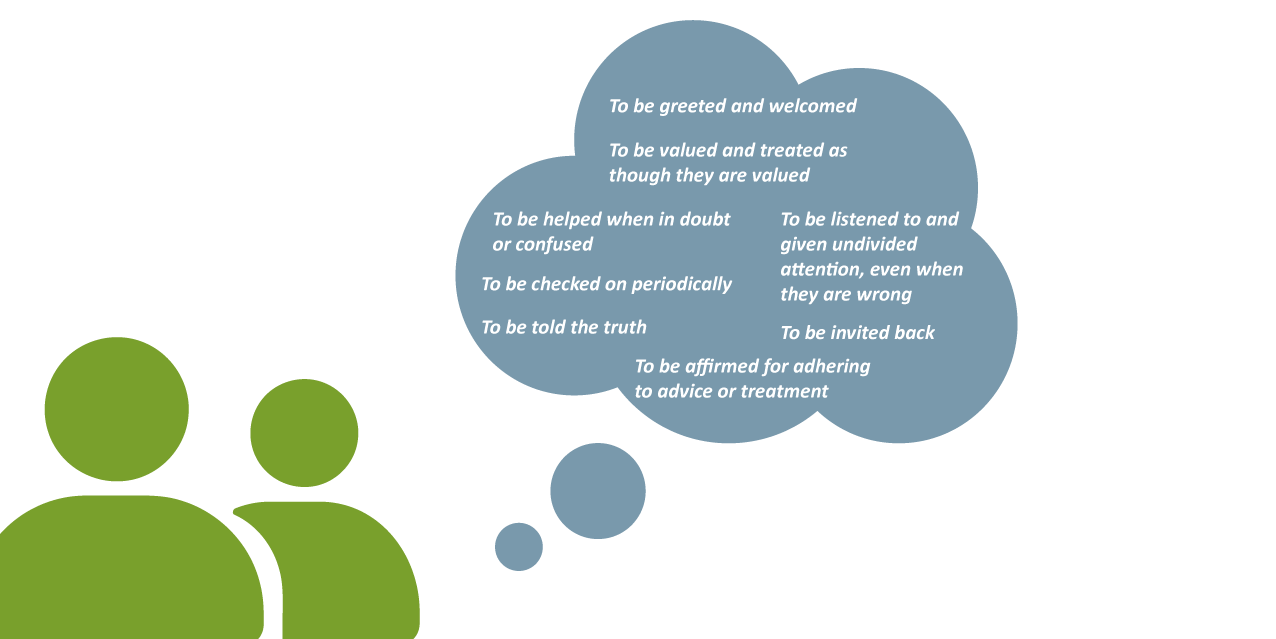 To be greeted and welcomed
To be valued and treated as
though they are valued
To be helped when in doubt
or confused
To be checked on periodically
To be told the truth
To be listened to and
given undivided
attention, even when
they are wrong
To be invited back
To be affirmed for adhering
to advice or treatment